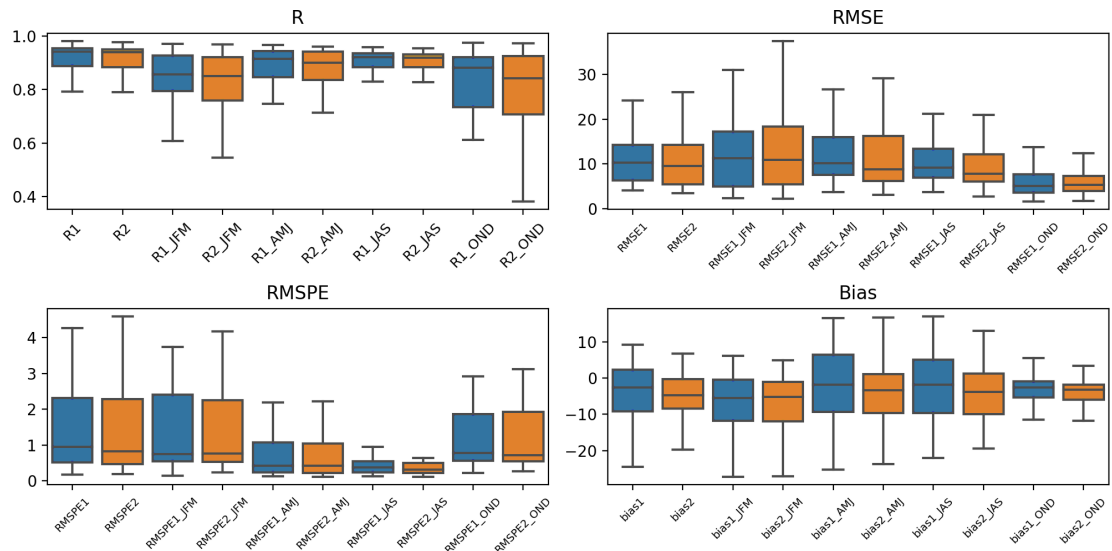 R
1.0
0.8
0.6
0.4
R1 R2 R1_JFM R2_JFM R1_AMJ R2_AMJ R1_JAS R2_JAS R1_OND R2_OND
RMSE
30
20
10
0
RMSE1 RMSE2 RMSE1_JFM RMSE2_JFM RMSE1_AMJ RMSE2_AMJ RMSE1_JAS RMSE2_JAS RMSE1_OND RMSE2_OND
RMSPE
4
3
2
1
0
RMSPE1 RMSPE2 RMSPE1_JFM RMSPE2_JFM RMSPE1_AMJ RMSPE2_AMJ RMSPE1_JAS RMSPE2_JAS RMSPE1_OND RMSPE2_OND
Bias
10
0
−10
−20
bias1 bias2 bias1_JFM bias2_JFM bias1_AMJ bias2_AMJ bias1_JAS bias2_JAS bias1_OND bias2_OND